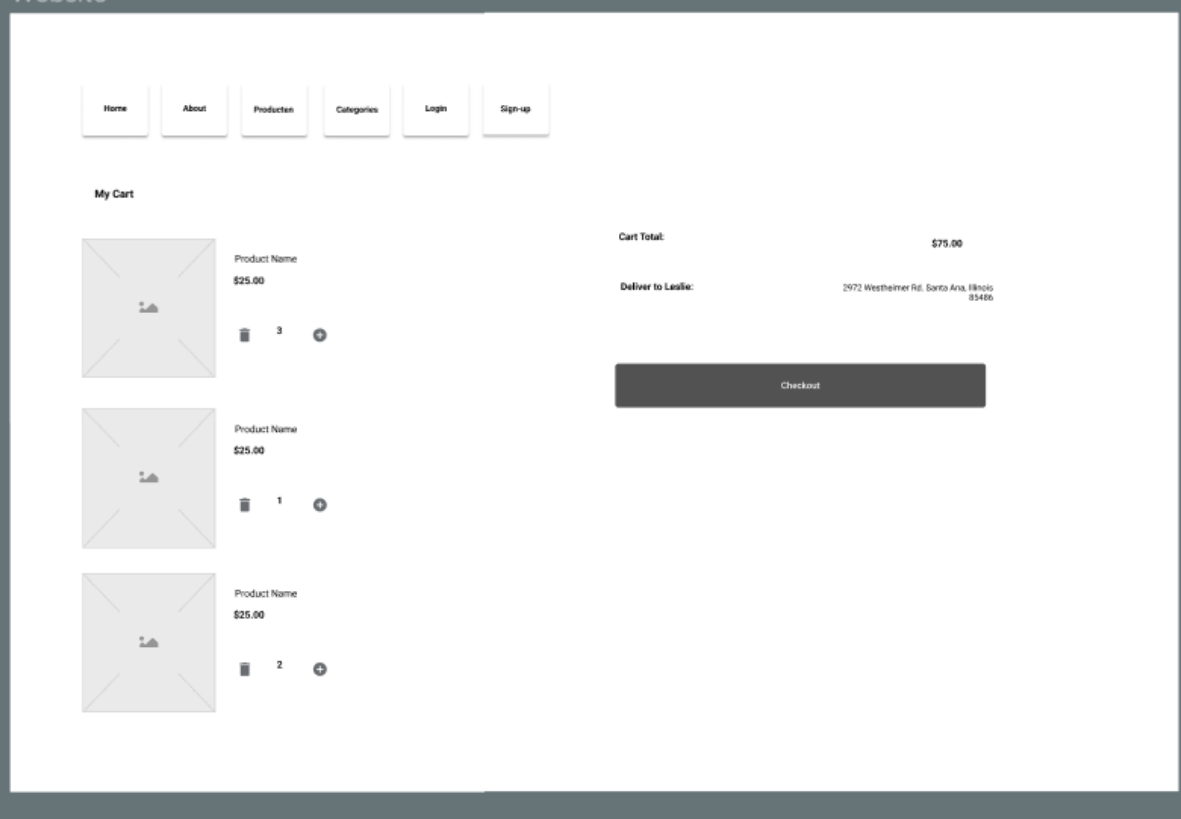 Home
About
Producten
Categories
Login
Sign-up
My Cart
Product Name
$25.00
3
Product Name
$25.00
1
Product Name
$25.00
2
Cart Total:
$75.00
Deliver to Leslie:
2972 Westheimer Rd. Santa Ana, Illinois
85486
Checkout